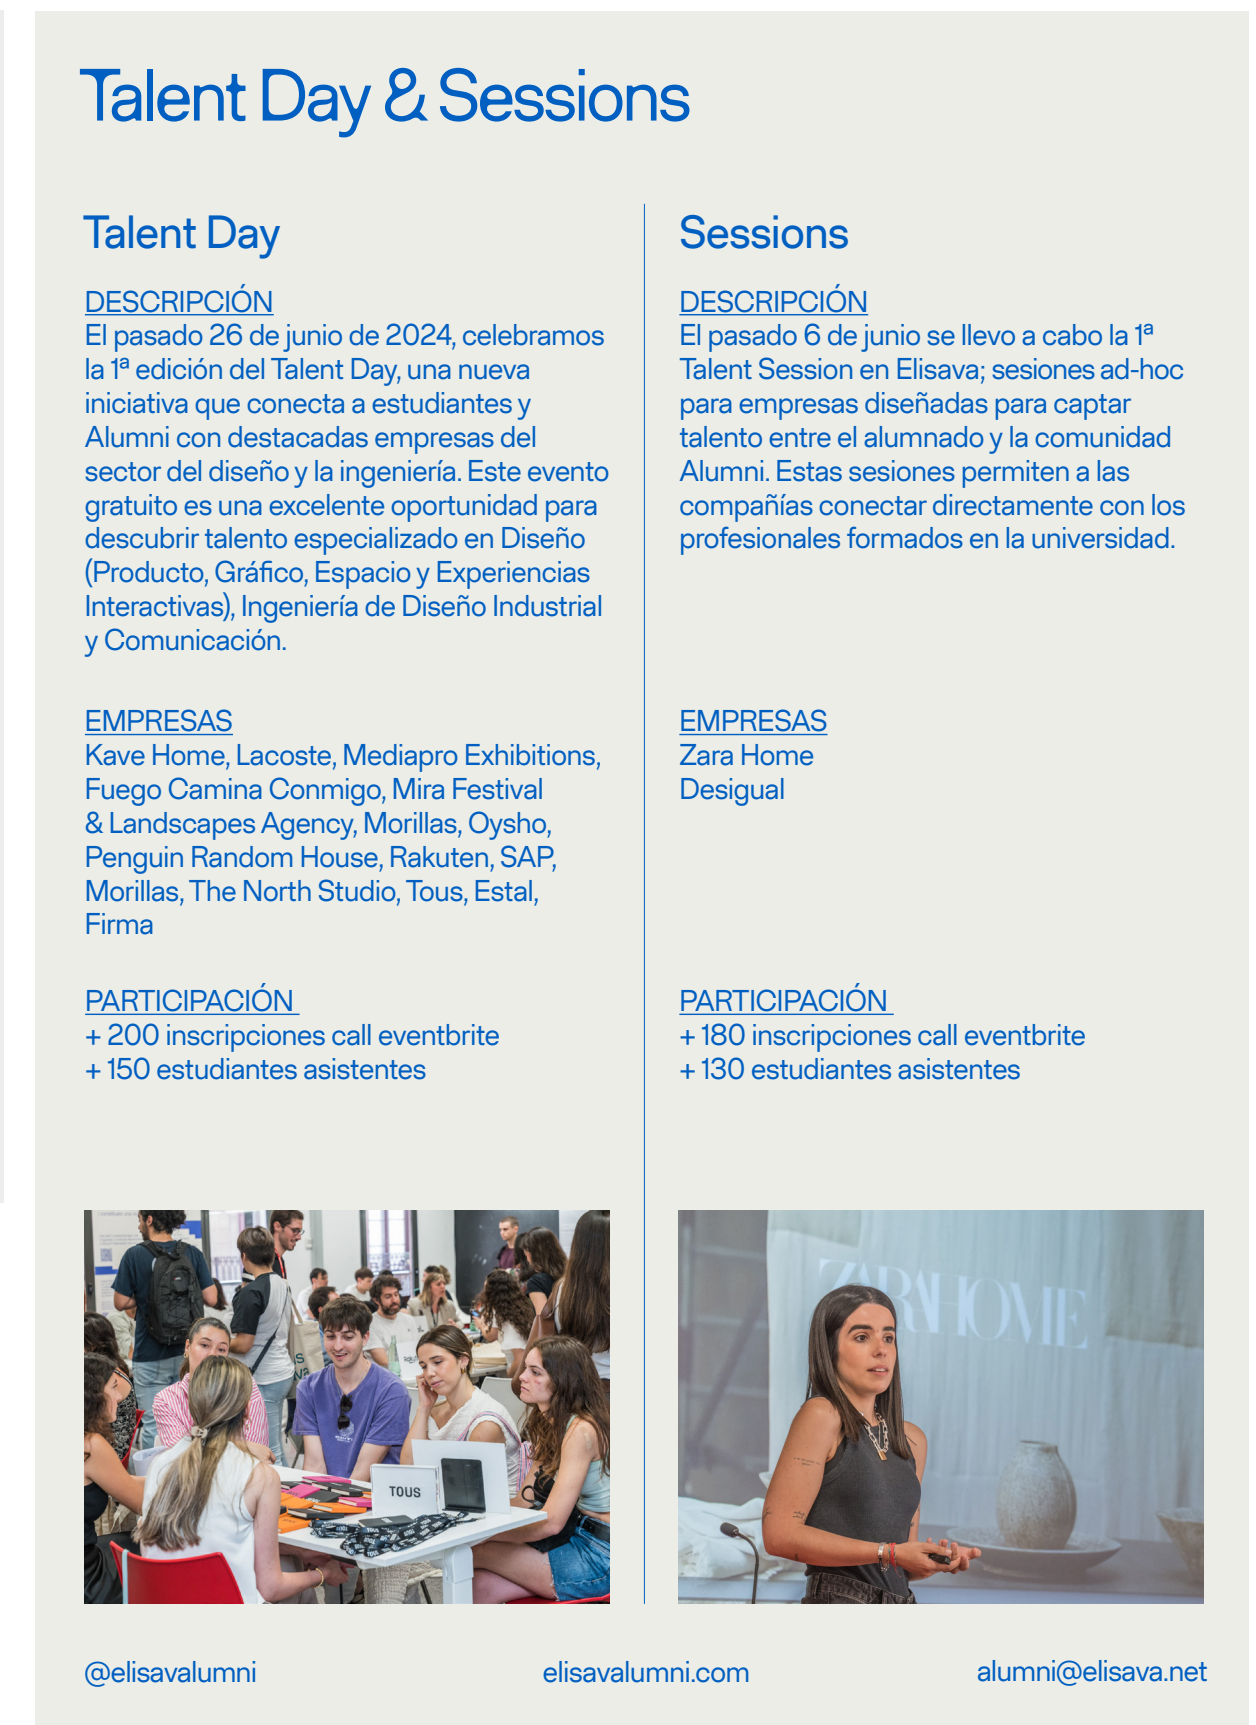 Talent Day & Sessions
Talent Day
DESCRIPCIÓN
El pasado 26 de junio de 2024, celebramos
la 1ª edición del Talent Day, una nueva
iniciativa que conecta a estudiantes y
Alumni con destacadas empresas del
sector del diseño y la ingeniería. Este evento
gratuito es una excelente oportunidad para
descubrir talento especializado en Diseño
(Producto, Gráfico, Espacio y Experiencias
Interactivas), Ingeniería de Diseño Industrial
y Comunicación.
EMPRESAS
Kave Home, Lacoste, Mediapro Exhibitions,
Fuego Camina Conmigo, Mira Festival
& Landscapes Agency, Morillas, Oysho,
Penguin Random House, Rakuten, SAP,
Morillas, The North Studio, Tous, Estal,
Firma
PARTICIPACIÓN
+ 200 inscripciones call eventbrite
+ 150 estudiantes asistentes
TOUS
Sessions
DESCRIPCIÓN
El pasado 6 de junio se llevo a cabo la 1ª
Talent Session en Elisava; sesiones ad-hoc
para empresas diseñadas para captar
talento entre el alumnado y la comunidad
Alumni. Estas sesiones permiten a las
compañías conectar directamente con los
profesionales formados en la universidad.
EMPRESAS
Zara Home
Desigual
PARTICIPACIÓN
+ 180 inscripciones call eventbrite
+ 130 estudiantes asistentes
ZARA HOME
@elisavalumni
elisavalumni.com
alumni@elisava.net